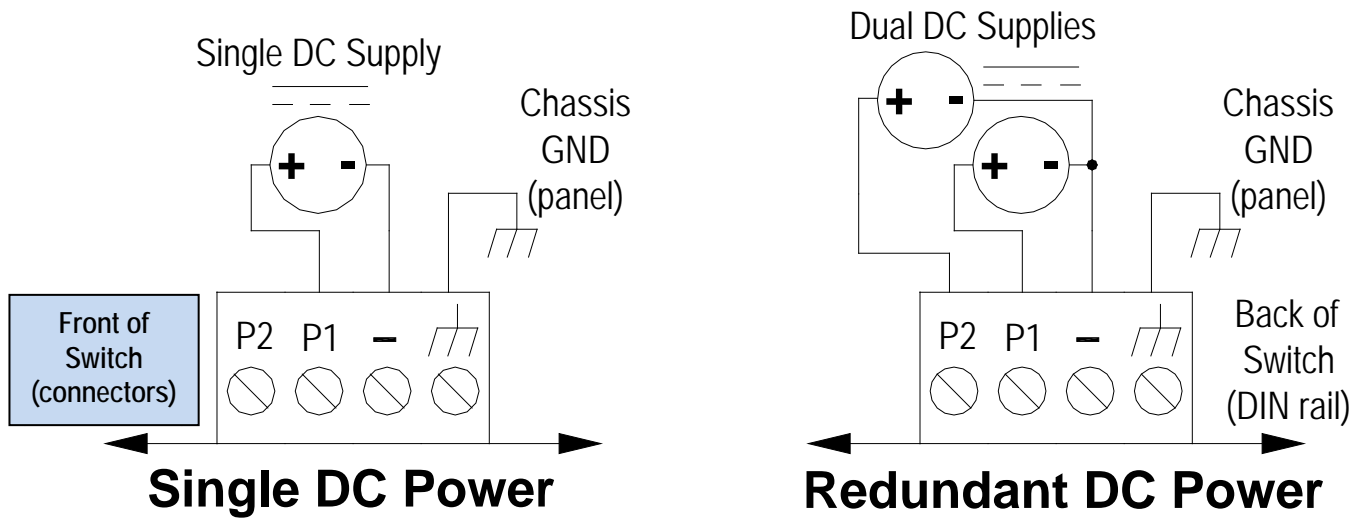 Single DC Supply
+ -
Chassis
GND
(panel)
Front of
Switch
(connectors)
P2 P1 –
Single DC Power
Dual DC Supplies
+ -
+ -
Chassis
GND
(panel)
P2 P1 –
Back of
Switch
(DIN rail)
Redundant DC Power